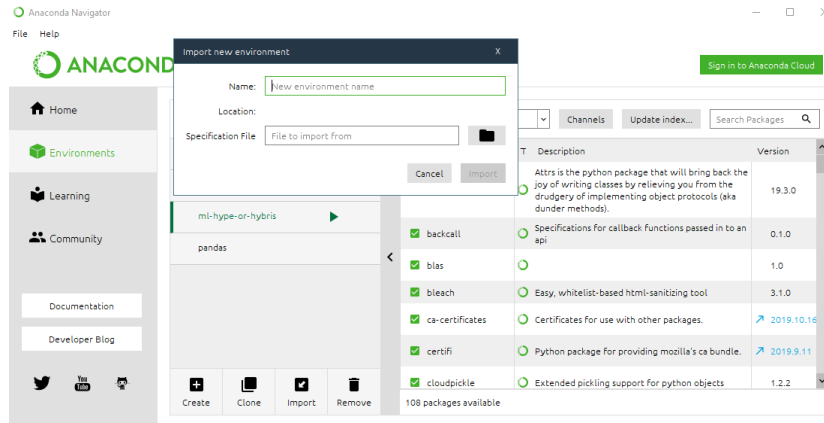 Anaconda Navigator
File Help
ANACOND
Sign in to Anaconda Cloud
Import new environment X
Name: New environment name
Location:
Specification File File to import from
Cancel Import
Home
Environments
Learning
Community
Documentation
Developer Blog
You
Tube
ml-hype-or-hybris
pandas
Create Clone Import Remove
Channels Update index... Search Packages
T Description Version
Attrs is the python package that will bring back the
joy of writing classes by relieving you from the
drudgery of implementing object protocols (aka
dunder methods).
19.3.0
backcall Specifications for callback functions passed in to an
api
0.1.0
blas 1.0
bleach Easy, whitelist-based html-sanitizing tool 3.1.0
ca-certificates Certificates for use with other packages. 2019.10.16
certifi Python package for providing mozilla's ca bundle. 2019.9.11
cloudpickle Extended pickling support for python objects 1.2.2
108 packages available